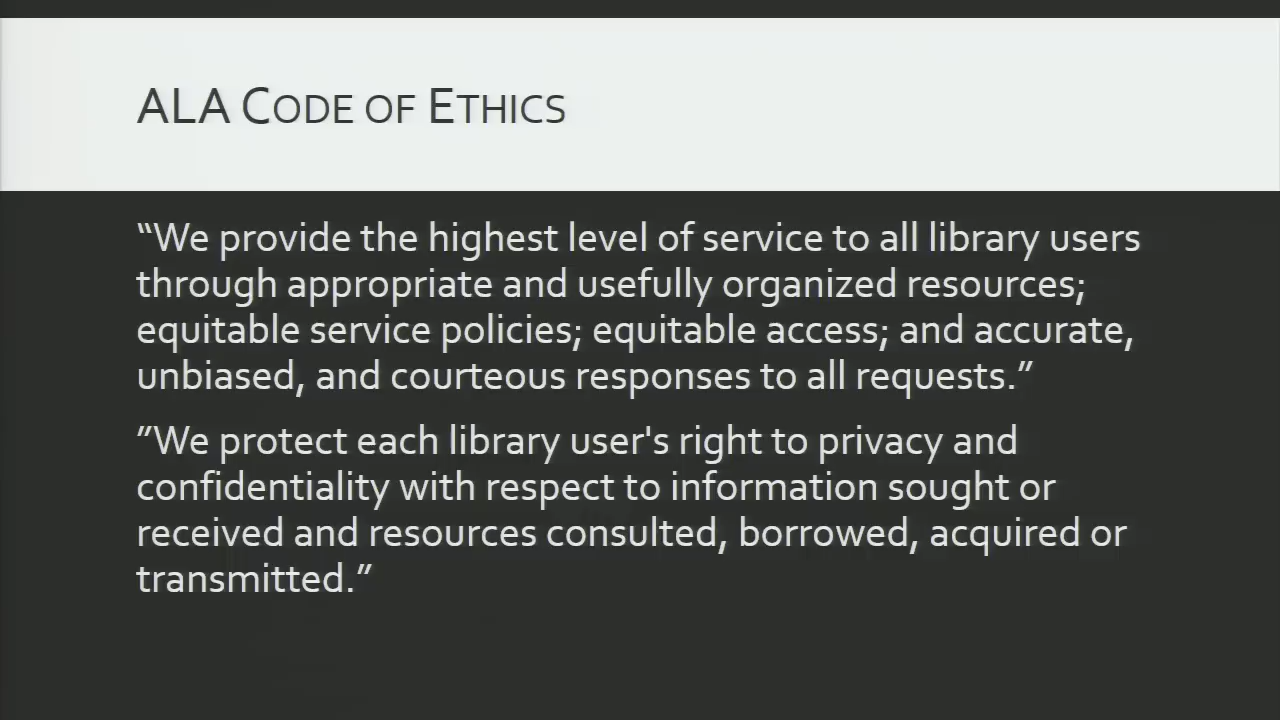 ALA CODE OF ETHICS
“We provide the highest level of service to all library users
through appropriate and usefully organized resources;
equitable service policies; equitable access; and accurate,
unbiased, and courteous responses to all requests.”
”We protect each library user's right to privacy and
confidentiality with respect to information sought or
received and resources consulted, borrowed, acquired or
transmitted.”